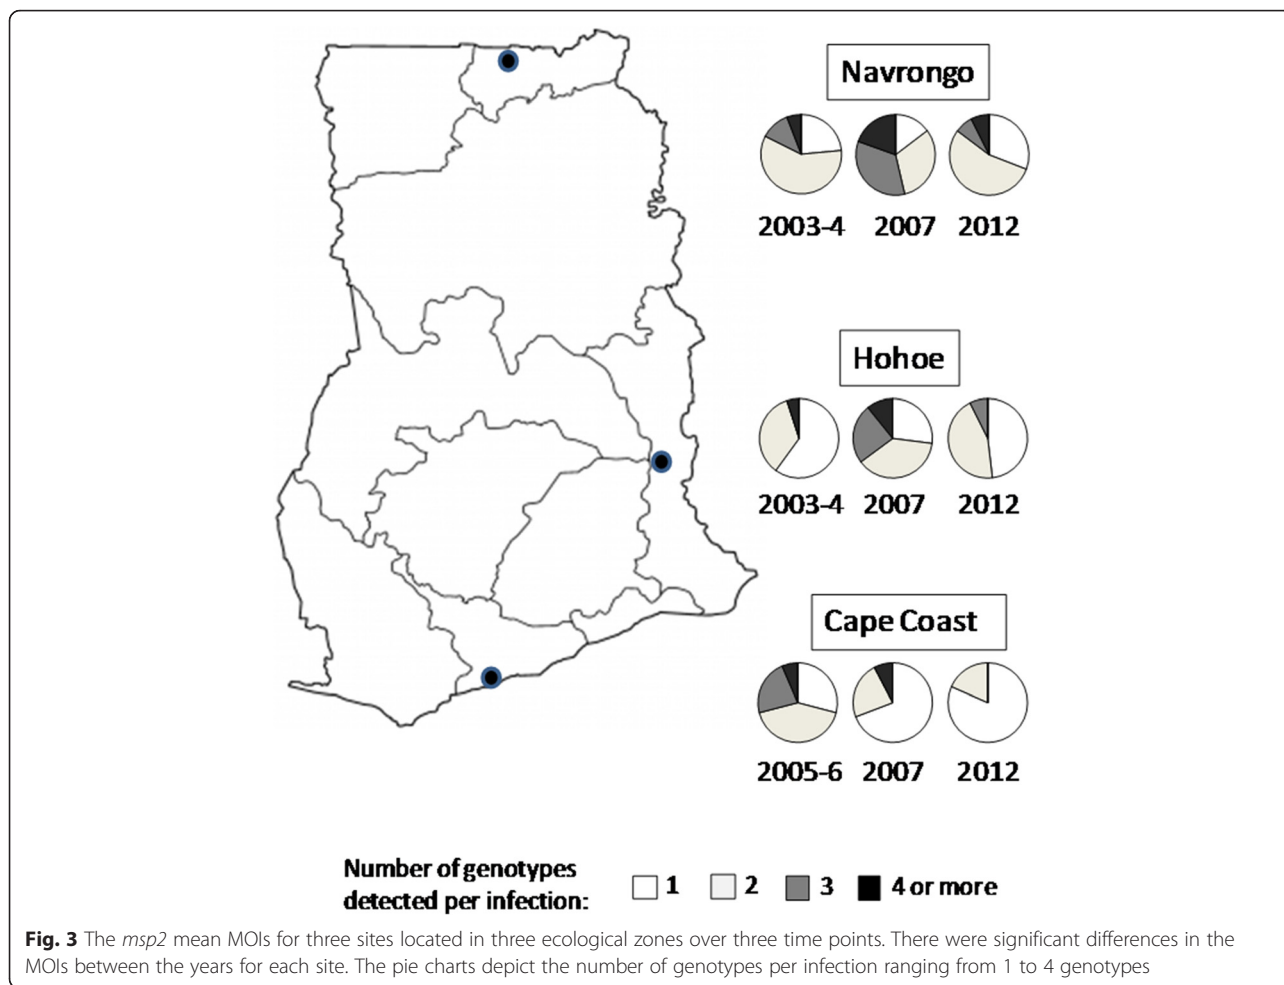 Navrongo
2003-4 2007 2012
Hohoe
2003-4 2007 2012
Cape Coast
2005-6 2007 2012
Number of genotypes
detected per infection: 1 2 3 4 or more
Fig. 3 The msp2 mean MOIs for three sites located in three ecological zones over three time points. There were significant differences in the
MOIs between the years for each site. The pie charts depict the number of genotypes per infection ranging from 1 to 4 genotypes